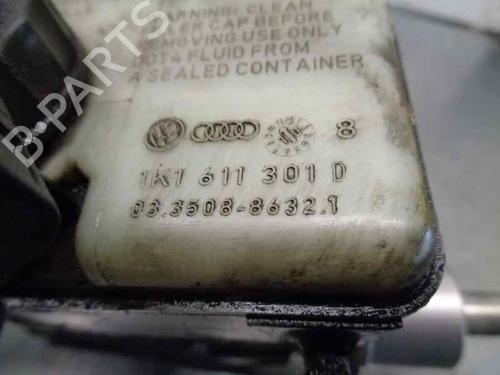 WARNING: CLEAN
FILLER CAP BEFORE
REMOVING USE ONLY
DOT4 FLUID FROM
A SEALED CONTAINER
8
1K1 611 301 D
03.3508-8632.1
B